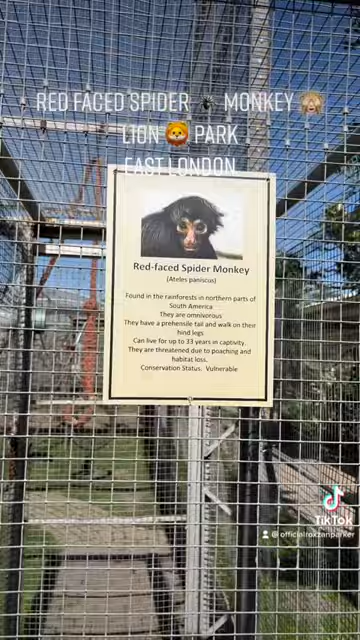 RED FACED SPIDER 🕷 MONKEY 🙈
LION 🦁 PARK
EAST LONDON
Red-faced Spider Monkey
(Ateles paniscus)
Found in the rainforests in northern parts of
South America
They are omnivorous
They have a prehensile tail and walk on their
hind legs
Can live for up to 33 years in captivity.
They are threatened due to poaching and
habitat loss.
Conservation Status. Vulnerable
TikTok
@officialroxzanparker